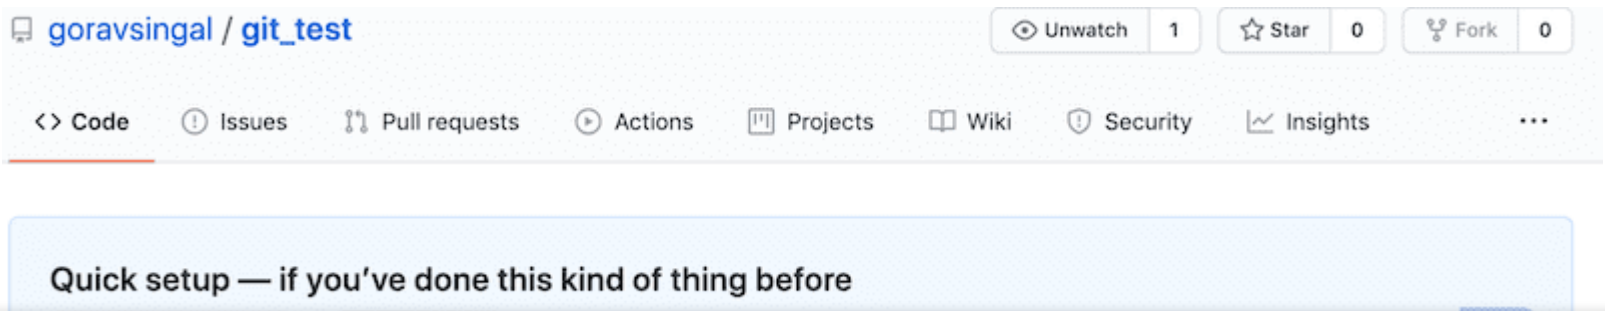 goravsingal / git_test Unwatch 1 Star 0 Fork 0
<> Code Issues Pull requests Actions Projects Wiki Security Insights ...
Quick setup — if you’ve done this kind of thing before